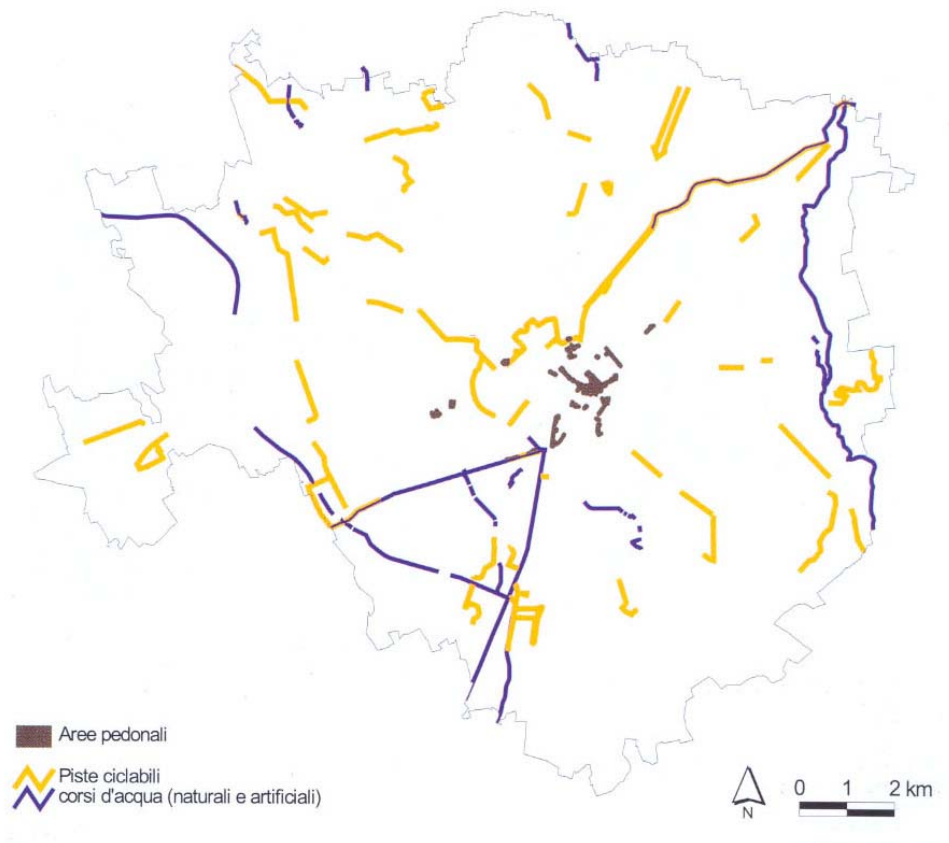 Aree pedonali
Piste ciclabili
corsi d'acqua (naturali e artificiali)
N
0 1 2 km